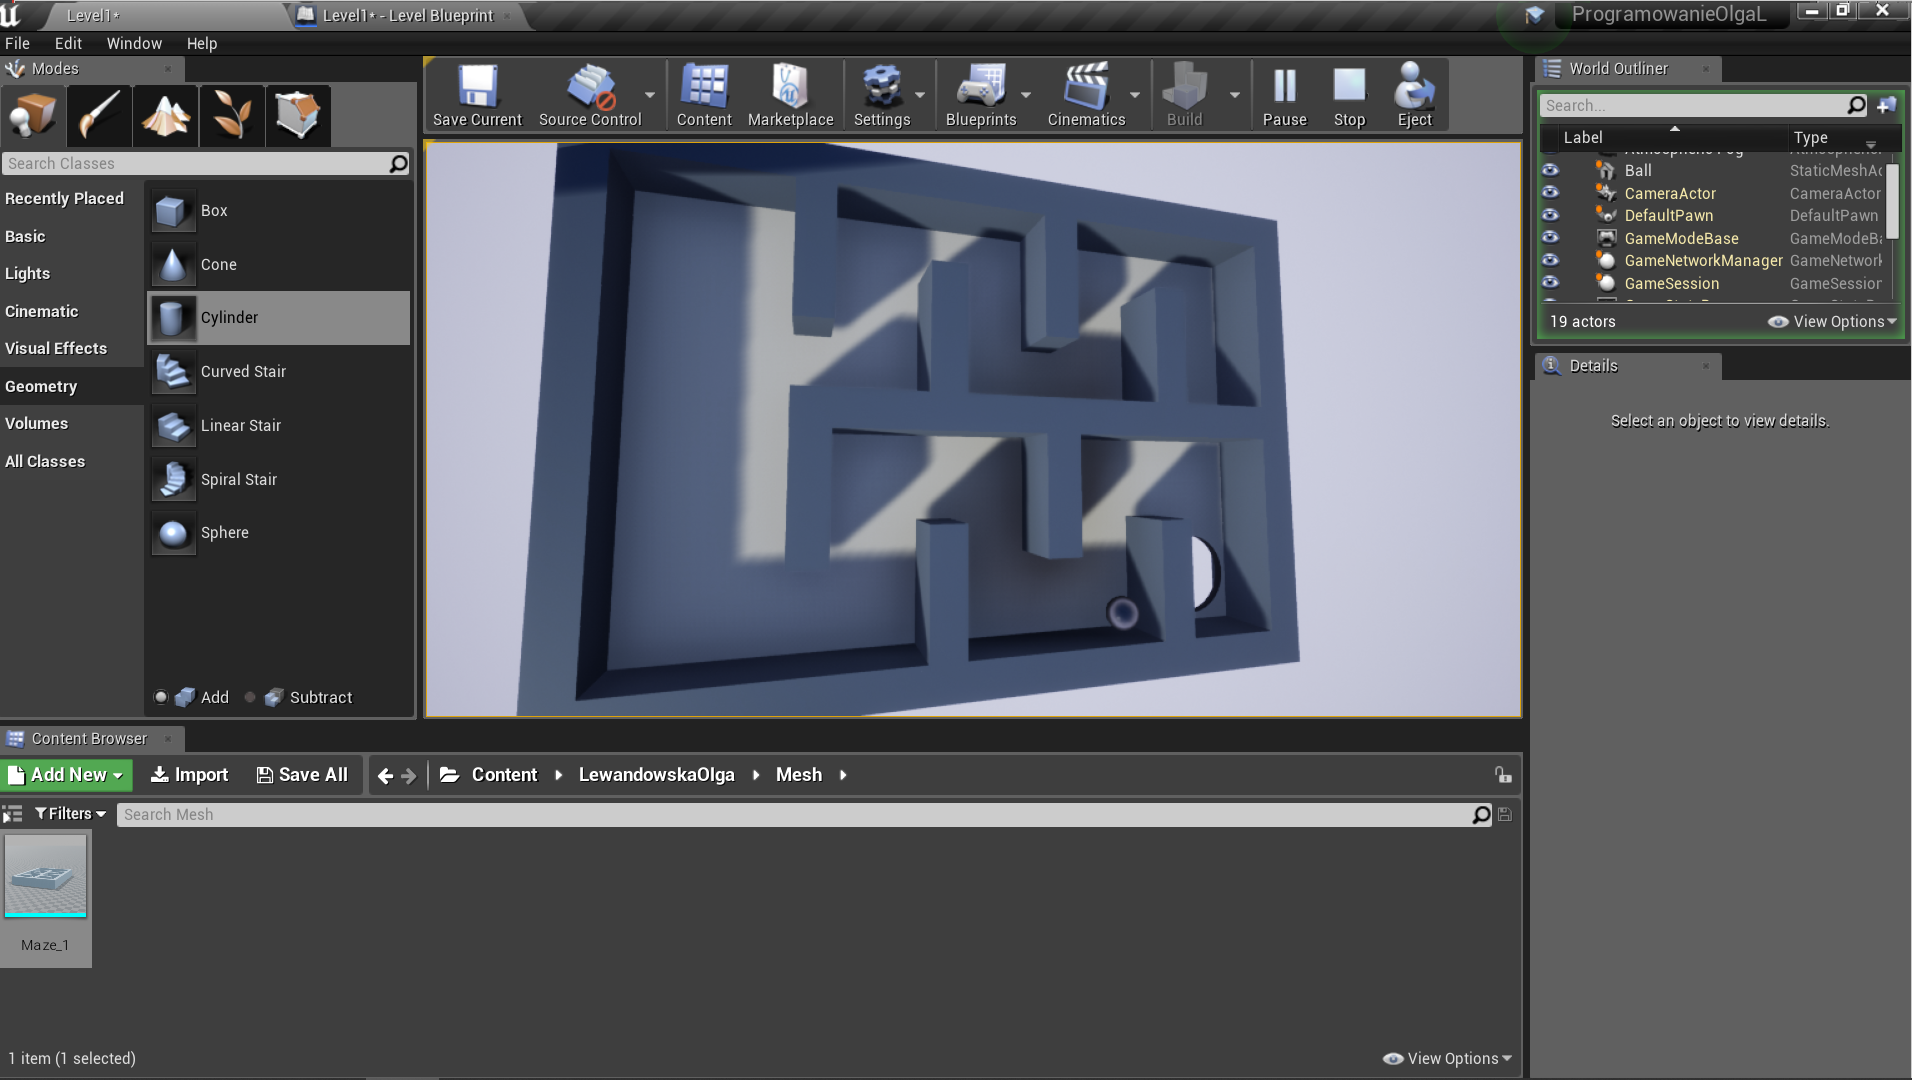 Level1*
Level1* - Level Blueprint
ProgramowanieOlgaL
File Edit Window Help
Modes
Search Classes
Recently Placed
Basic
Lights
Cinematic
Visual Effects
Geometry
Volumes
All Classes
Box
Cone
Cylinder
Curved Stair
Linear Stair
Spiral Stair
Sphere
Add Subtract
Save Current Source Control Content Marketplace Settings Blueprints Cinematics Build Pause Stop Eject
World Outliner
Search...
Label Type
Ball StaticMeshAc
CameraActor CameraActor
DefaultPawn DefaultPawn
GameModeBase GameModeBa
GameNetworkManager GameNetwork
GameSession GameSession
19 actors View Options
Details
Select an object to view details.
Content Browser
Add New Import Save All Content LewandowskaOlga Mesh
Filters Search Mesh
Maze_1
1 item (1 selected) View Options